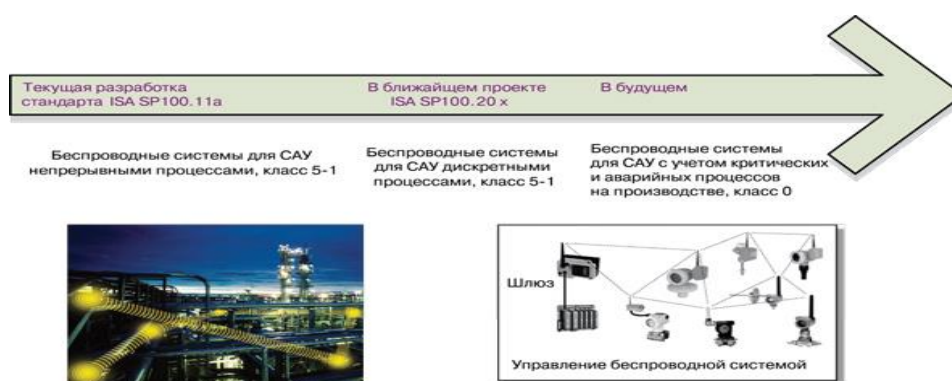 Текущая разработка
стандарта ISA SP100.11a
В ближайшем проекте
ISA SP100.20 x
В будущем
Беспроводные системы для САУ
непрерывными процессами, класс 5-1
Беспроводные системы
для САУ дискретными
процессами, класс 5-1
Беспроводные системы
для САУ с учетом критических
и аварийных процессов
на производстве, класс 0
Шлюз
Управление беспроводной системой